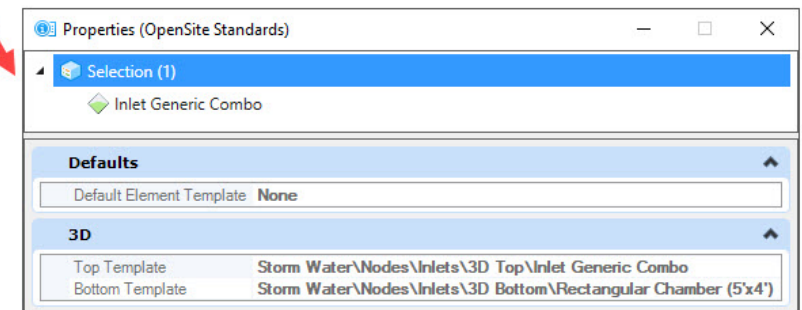 Properties (OpenSite Standards)
Selection (1)
Inlet Generic Combo
Defaults
Default Element Template None
3D
Top Template Storm Water\Nodes\Inlets\3D Top\Inlet Generic Combo
Bottom Template Storm Water\Nodes\Inlets\3D Bottom\Rectangular Chamber (5'x4')